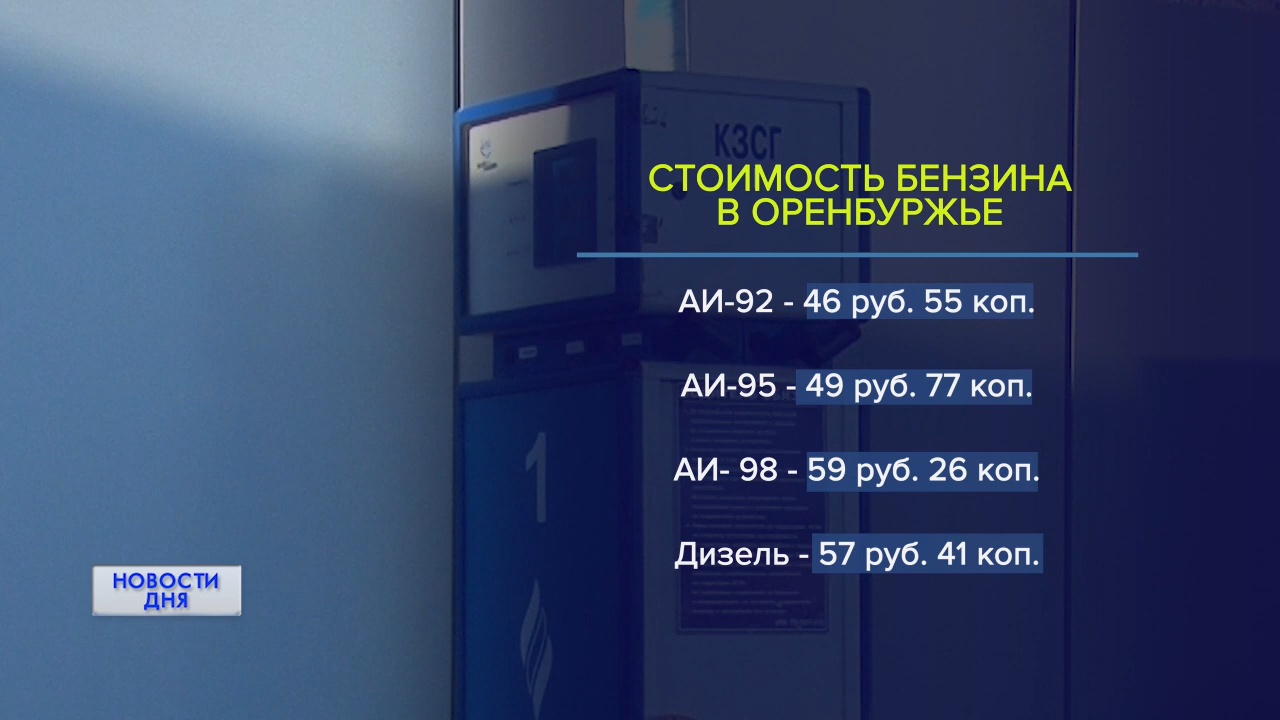 КЗСГ
СТОИМОСТЬ БЕНЗИНА
В ОРЕНБУРЖЬЕ
АИ-92 - 46 руб. 55 коп.
АИ-95 - 49 руб. 77 коп.
АИ- 98 - 59 руб. 26 коп.
Дизель - 57 руб. 41 коп.
1
НОВОСТИ
ДНЯ